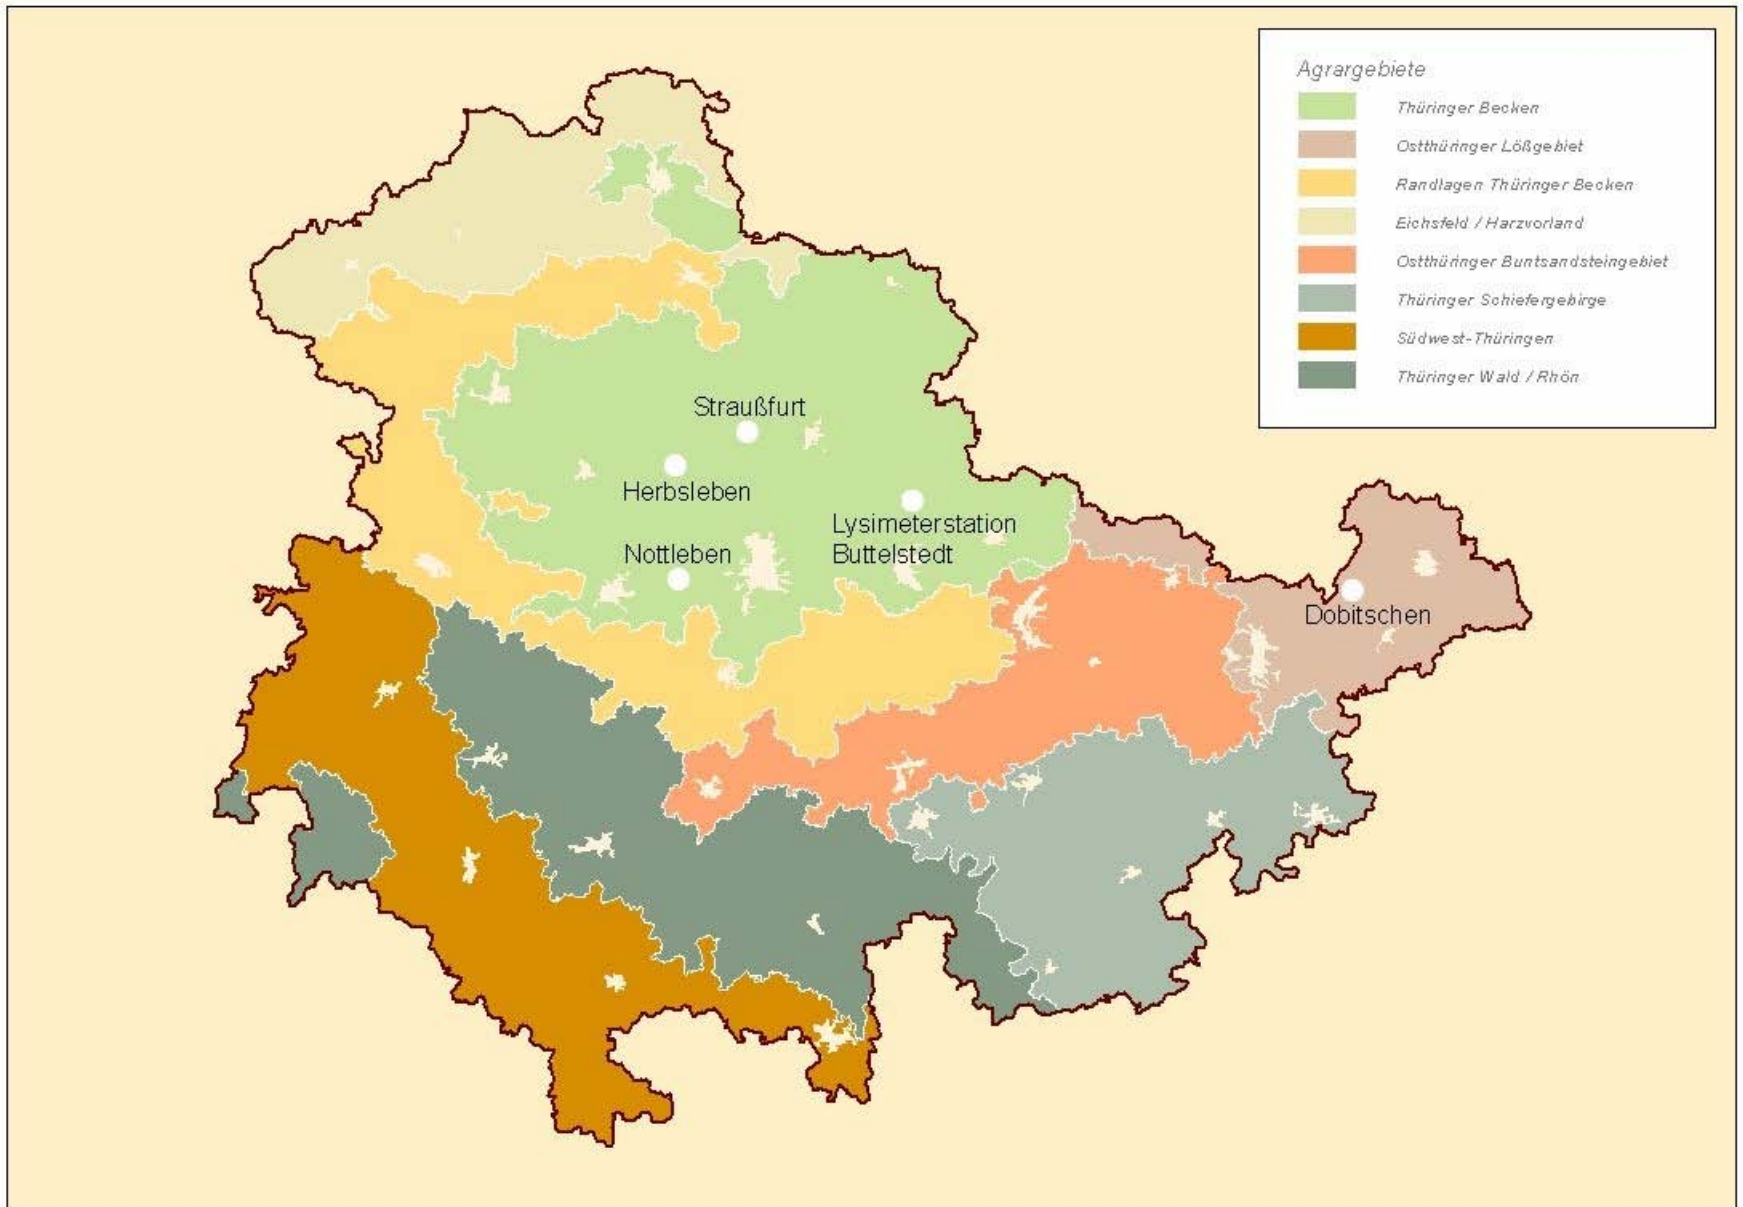 Agrargebiete
Thüringer Becken
Ostthüringer Lößgebiet
Randlagen Thüringer Becken
Eichsfeld / Harzvorland
Ostthüringer Buntsandsteingebiet
Thüringer Schiefergebirge
Südwest-Thüringen
Thüringer Wald / Rhön
Straußfurt
Herbsleben
Lysimeterstation
Buttelstedt
Nottleben
Dobitschen